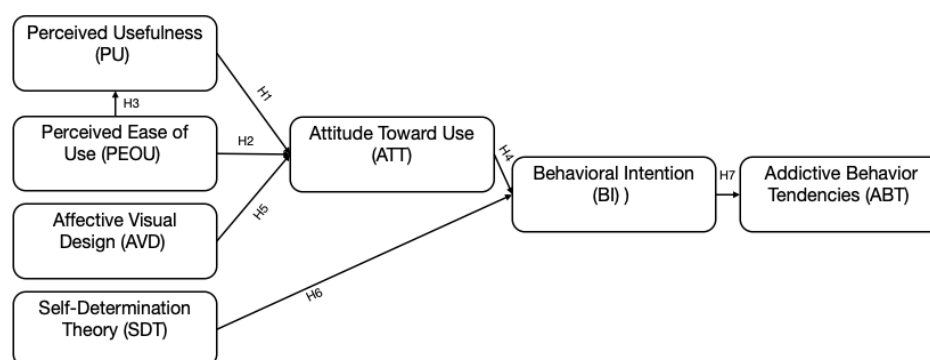 Perceived Usefulness
(PU)
H1
H3
Perceived Ease of
Use (PEOU)
H2
Attitude Toward Use
(ATT)
H4
Behavioral Intention
(BI) )
H7
Addictive Behavior
Tendencies (ABT)
Affective Visual
Design (AVD)
H5
H6
Self-Determination
Theory (SDT)